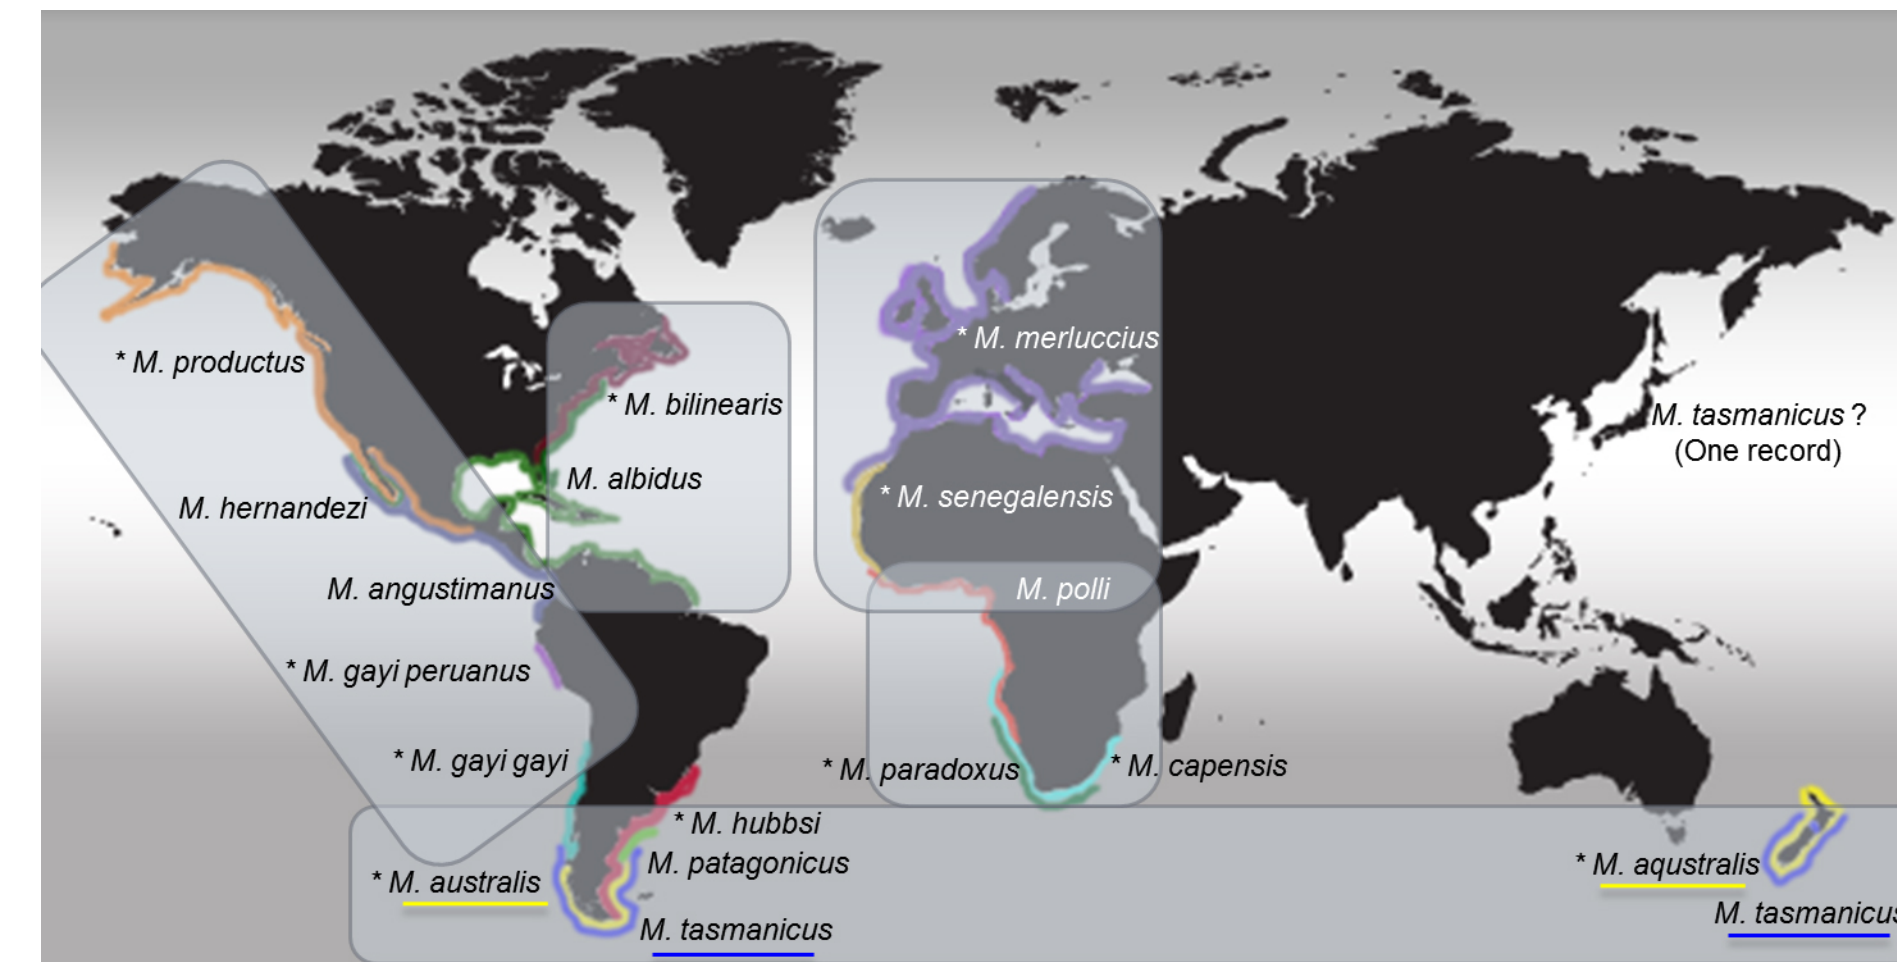 * M. merluccius
* M. productus
* M. bilinearis
M. tasmanicus ?
(One record)
M. albidus
* M. senegalensis
M. hernandezi
M. angustimanus
M. polli
* M. gayi peruanus
* M. gayi gayi
* M. paradoxus
* M. capensis
* M. hubbsi
M. patagonicus
* M. aqustralis
* M. australis
M. tasmanicus
M. tasmanicus